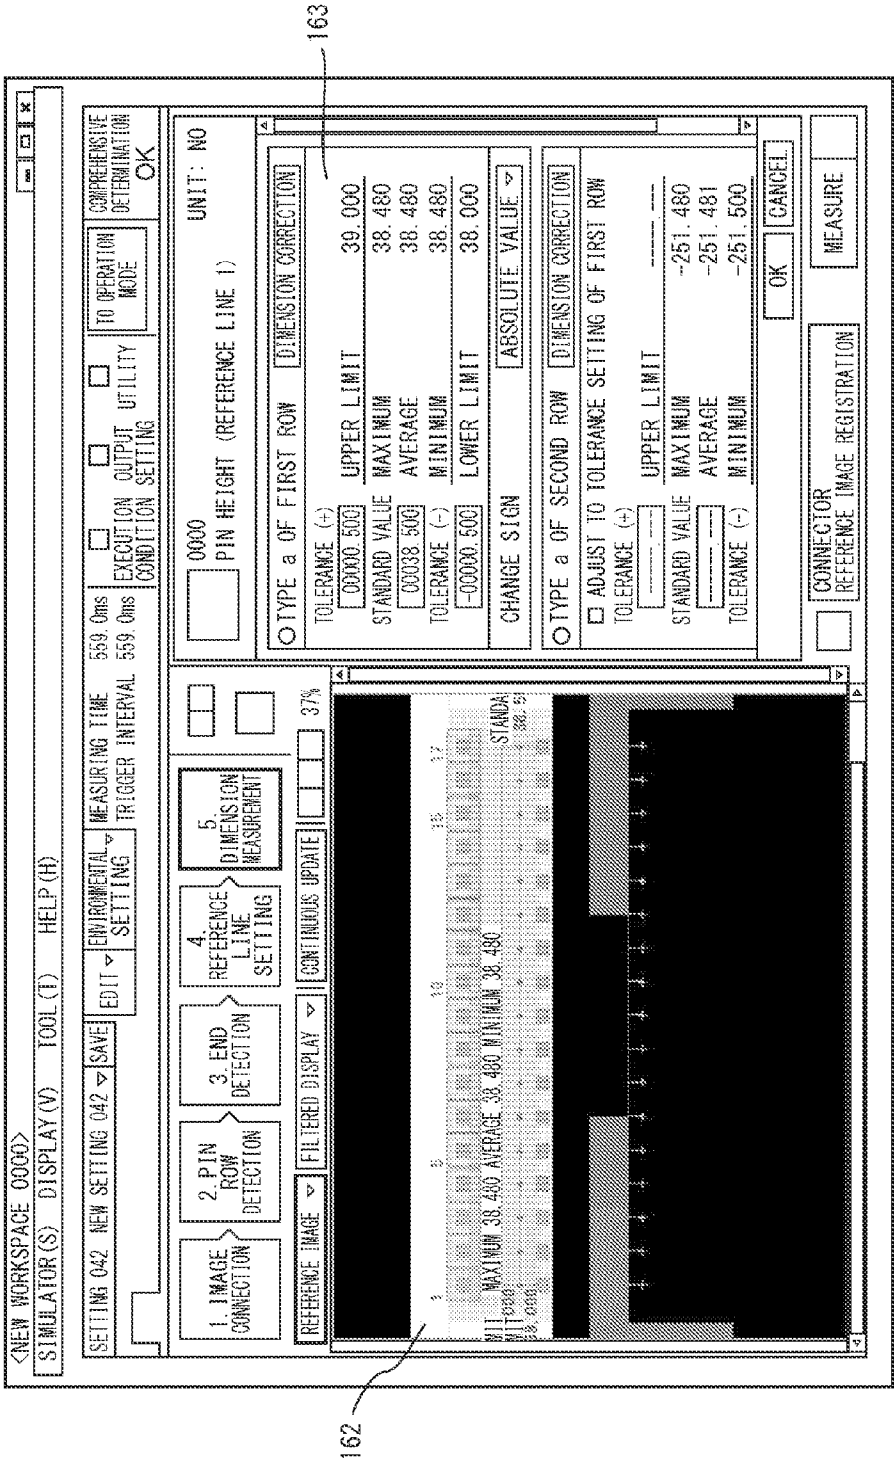 <NEW WORKSPACE 0000>
SIMULATOR(S) DISPLAY(V) TOOL(T) HELP(H)
SETTING 042 NEW SETTING 042 ▽ SAVE
EDIT ▽
ENVIRONMENTAL ▽
SETTING
MEASURING TIME 559.0ms
TRIGGER INTERVAL 559.0ms
EXECUTION
CONDITION
OUTPUT
SETTING
UTILITY
TO OPERATION
MODE
COMPREHENSIVE
DETERMINATION
OK
1. IMAGE
CONNECTION
2. PIN
ROW
DETECTION
3. END
DETECTION
4.
REFERENCE
LINE
SETTING
5.
DIMENSION
MEASUREMENT
REFERENCE IMAGE ▽
FILTERED DISPLAY ▽
CONTINUOUS UPDATE
37%
10
17
MAXIMUM 38.480 AVERAGE 38.480 MINIMUM 38.480
STANDA
162
0000
PIN HEIGHT (REFERENCE LINE 1)
UNIT: NO
TYPE a OF FIRST ROW
DIMENSION CORRECTION
TOLERANCE (+)
00000.500
UPPER LIMIT 39.000
STANDARD VALUE
MAXIMUM 38.480
00038.500
AVERAGE 38.480
TOLERANCE (-)
MINIMUM 38.480
-00000.500
LOWER LIMIT 38.000
CHANGE SIGN
ABSOLUTE VALUE ▽
TYPE a OF SECOND ROW
DIMENSION CORRECTION
ADJUST TO TOLERANCE SETTING OF FIRST ROW
TOLERANCE (+)
UPPER LIMIT
STANDARD VALUE
MAXIMUM -251.480
AVERAGE -251.481
TOLERANCE (-)
MINIMUM -251.500
OK
CANCEL
CONNECTOR
REFERENCE IMAGE REGISTRATION
MEASURE
163